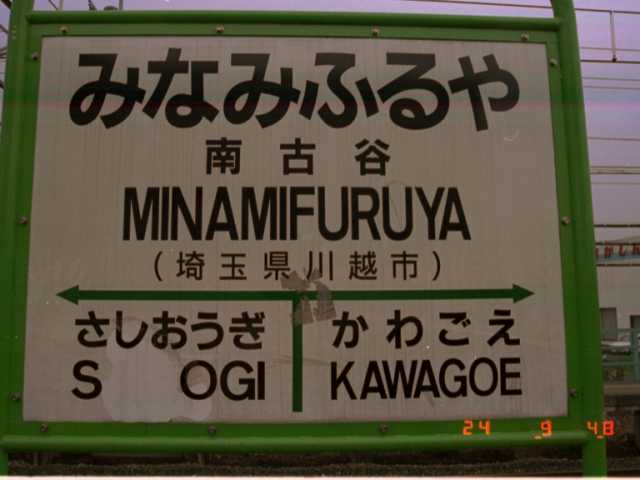 みなみふるや
南古谷
MINAMIFURUYA
(埼玉県川越市)
さしおうぎ かわごえ
S OGI KAWAGOE
24 9 48